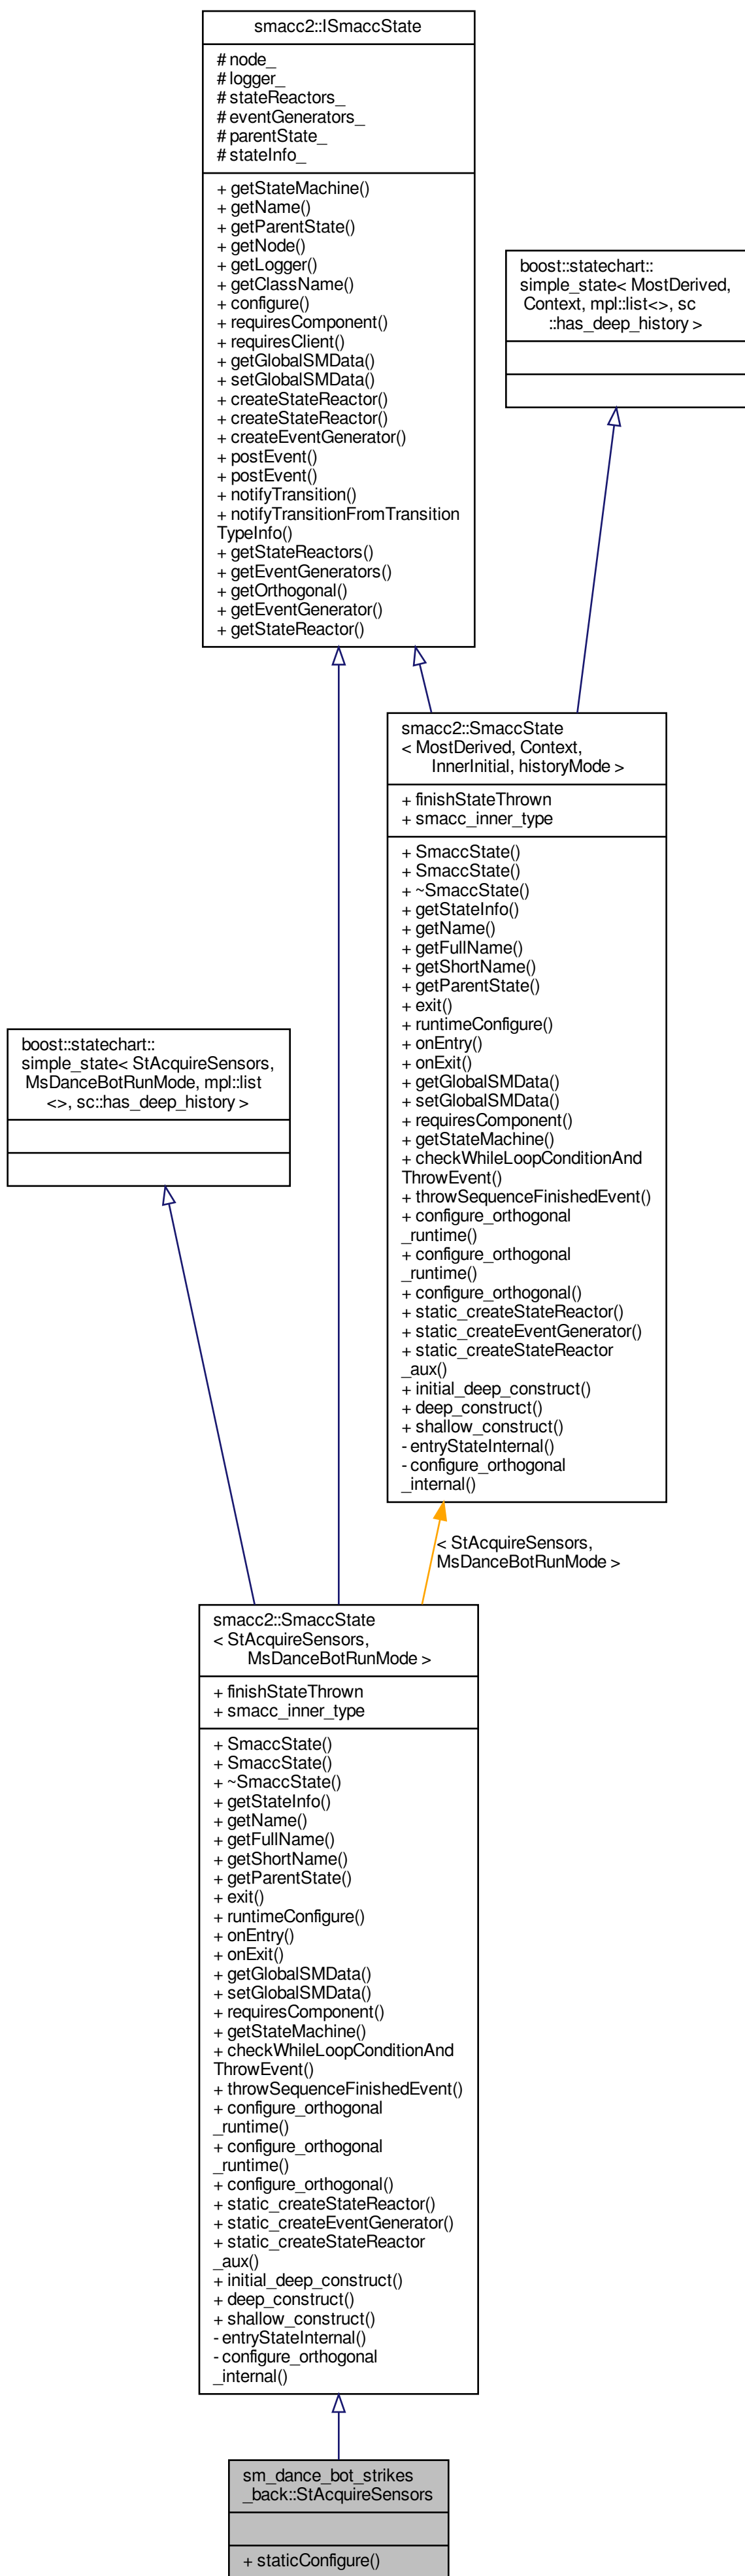 smacc2::ISmaccState
# node_
# logger_
# stateReactors_
# eventGenerators_
# parentState_
# stateInfo_
+ getStateMachine()
+ getName()
+ getParentState()
+ getNode()
+ getLogger()
+ getClassName()
+ configure()
+ requiresComponent()
+ requiresClient()
+ getGlobalSMData()
+ setGlobalSMData()
+ createStateReactor()
+ createStateReactor()
+ createEventGenerator()
+ postEvent()
+ postEvent()
+ notifyTransition()
+ notifyTransitionFromTransition
TypeInfo()
+ getStateReactors()
+ getEventGenerators()
+ getOrthogonal()
+ getEventGenerator()
+ getStateReactor()
boost::statechart::
simple_state< MostDerived,
Context, mpl::list<>, sc
::has_deep_history >
smacc2::SmaccState
< MostDerived, Context,
InnerInitial, historyMode >
+ finishStateThrown
+ smacc_inner_type
+ SmaccState()
+ SmaccState()
+ ~SmaccState()
+ getStateInfo()
+ getName()
+ getFullName()
+ getShortName()
+ getParentState()
+ exit()
+ runtimeConfigure()
+ onEntry()
+ onExit()
+ getGlobalSMData()
+ setGlobalSMData()
+ requiresComponent()
+ getStateMachine()
+ checkWhileLoopConditionAnd
ThrowEvent()
+ throwSequenceFinishedEvent()
+ configure_orthogonal
_runtime()
+ configure_orthogonal
_runtime()
+ configure_orthogonal()
+ static_createStateReactor()
+ static_createEventGenerator()
+ static_createStateReactor
_aux()
+ initial_deep_construct()
+ deep_construct()
+ shallow_construct()
- entryStateInternal()
- configure_orthogonal
_internal()
boost::statechart::
simple_state< StAcquireSensors,
MsDanceBotRunMode, mpl::list
<>, sc::has_deep_history >
< StAcquireSensors,
MsDanceBotRunMode >
smacc2::SmaccState
< StAcquireSensors,
MsDanceBotRunMode >
+ finishStateThrown
+ smacc_inner_type
+ SmaccState()
+ SmaccState()
+ ~SmaccState()
+ getStateInfo()
+ getName()
+ getFullName()
+ getShortName()
+ getParentState()
+ exit()
+ runtimeConfigure()
+ onEntry()
+ onExit()
+ getGlobalSMData()
+ setGlobalSMData()
+ requiresComponent()
+ getStateMachine()
+ checkWhileLoopConditionAnd
ThrowEvent()
+ throwSequenceFinishedEvent()
+ configure_orthogonal
_runtime()
+ configure_orthogonal
_runtime()
+ configure_orthogonal()
+ static_createStateReactor()
+ static_createEventGenerator()
+ static_createStateReactor
_aux()
+ initial_deep_construct()
+ deep_construct()
+ shallow_construct()
- entryStateInternal()
- configure_orthogonal
_internal()
sm_dance_bot_strikes
_back::StAcquireSensors
+ staticConfigure()